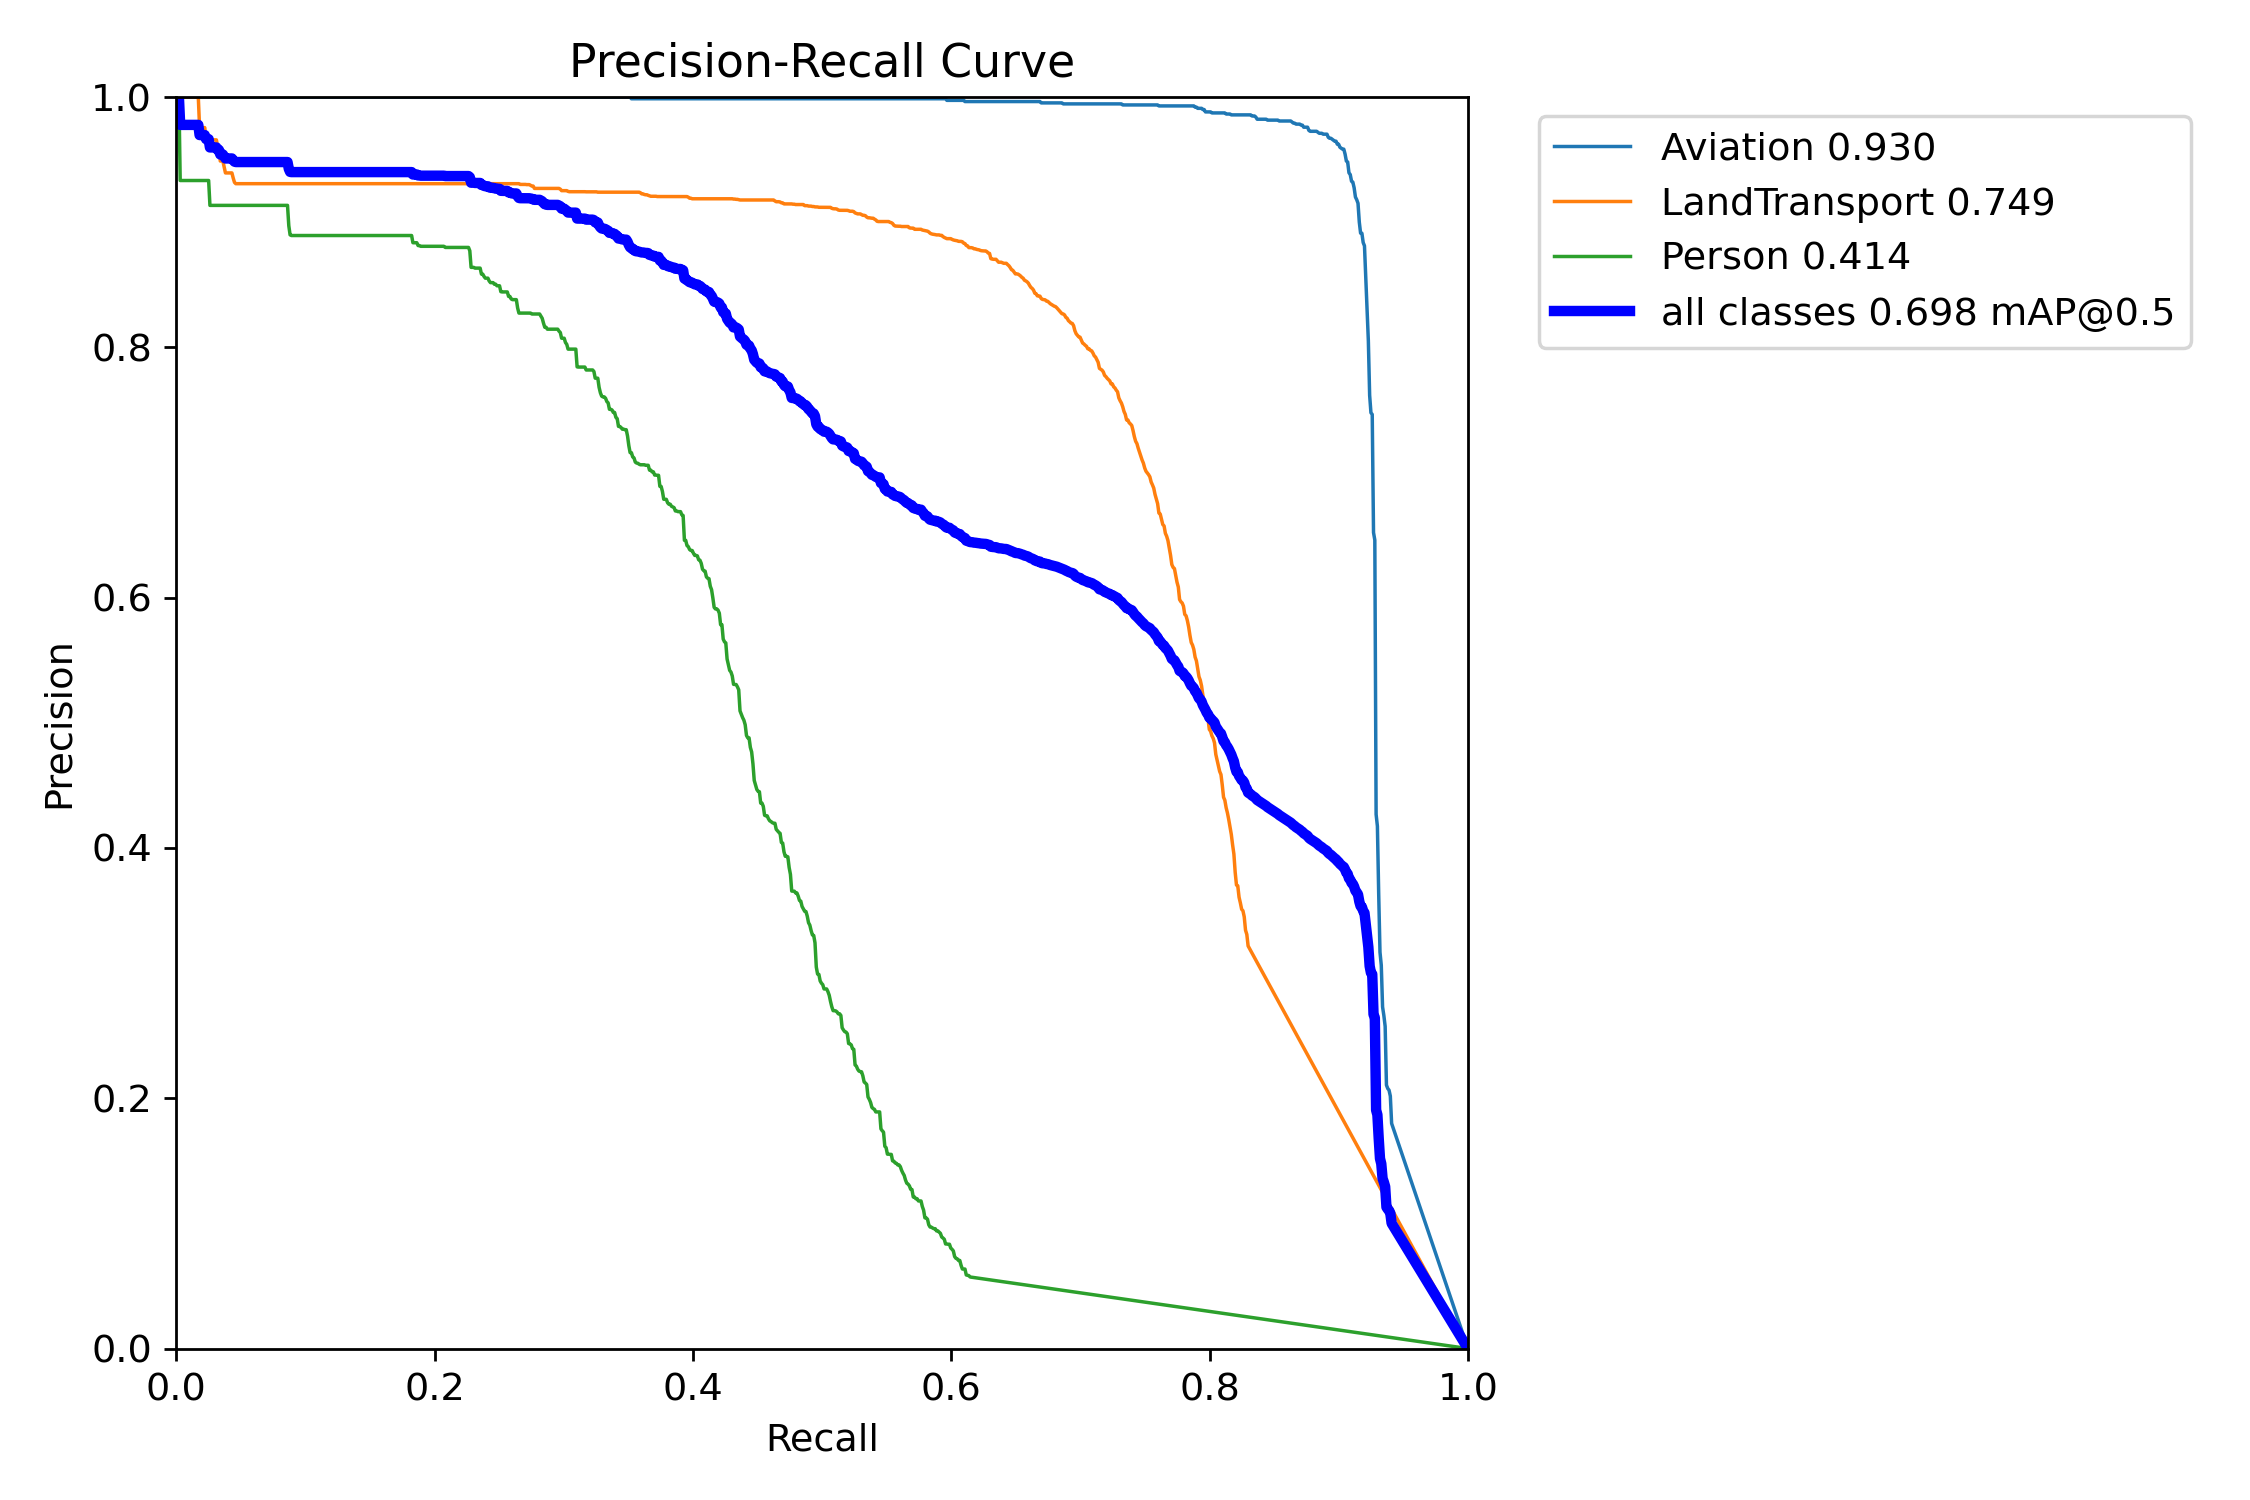 Precision-Recall Curve
1.0
0.8
0.6
0.4
0.2
0.0
Precision
0.0 0.2 0.4 0.6 0.8 1.0
Recall
Aviation 0.930
LandTransport 0.749
Person 0.414
all classes 0.698 mAP@0.5